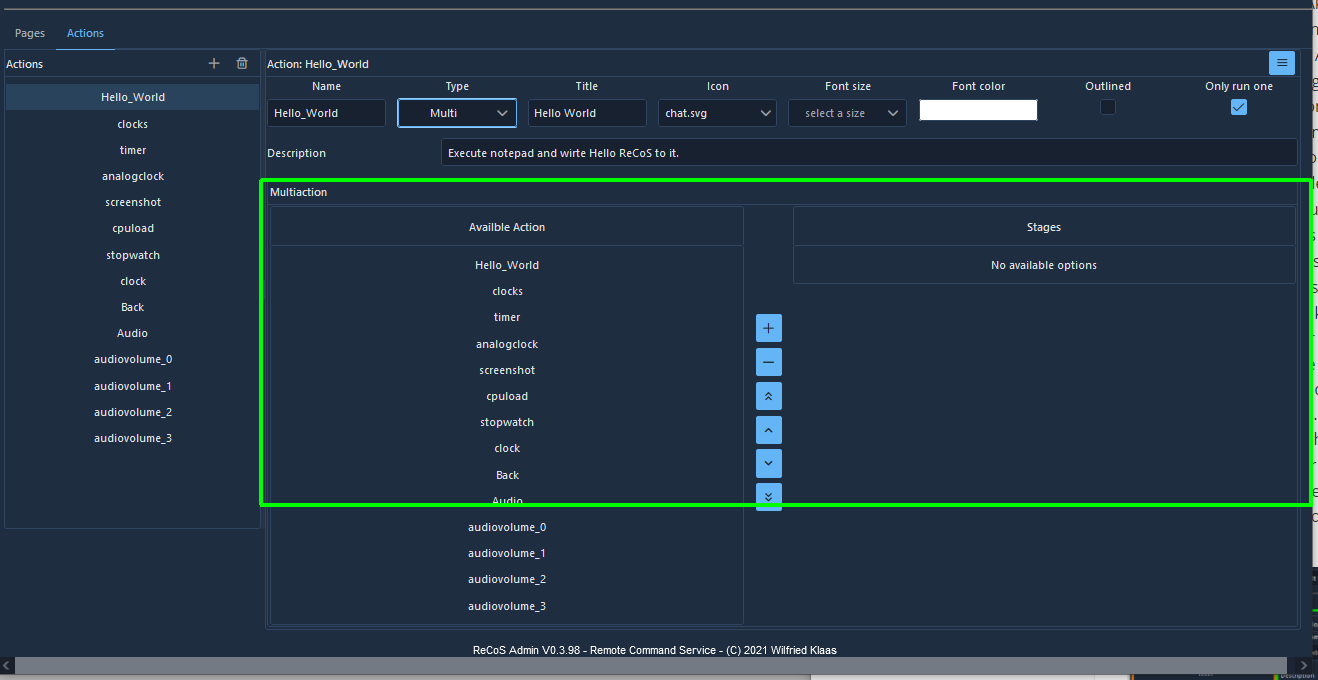 Pages Actions
Actions
Hello_World
clocks
timer
analogclock
screenshot
cpuload
stopwatch
clock
Back
Audio
audiovolume_0
audiovolume_1
audiovolume_2
audiovolume_3
Action: Hello_World
Name Type Title Icon Font size Font color Outlined Only run one
Hello_World Multi Hello World chat.svg select a size
Description Execute notepad and wirte Hello ReCoS to it.
Multiaction
Availble Action
Hello_World
clocks
timer
analogclock
screenshot
cpuload
stopwatch
clock
Back
Audio
audiovolume_0
audiovolume_1
audiovolume_2
audiovolume_3
Stages
No available options
ReCoS Admin V0.3.98 - Remote Command Service - (C) 2021 Wilfried Klaas